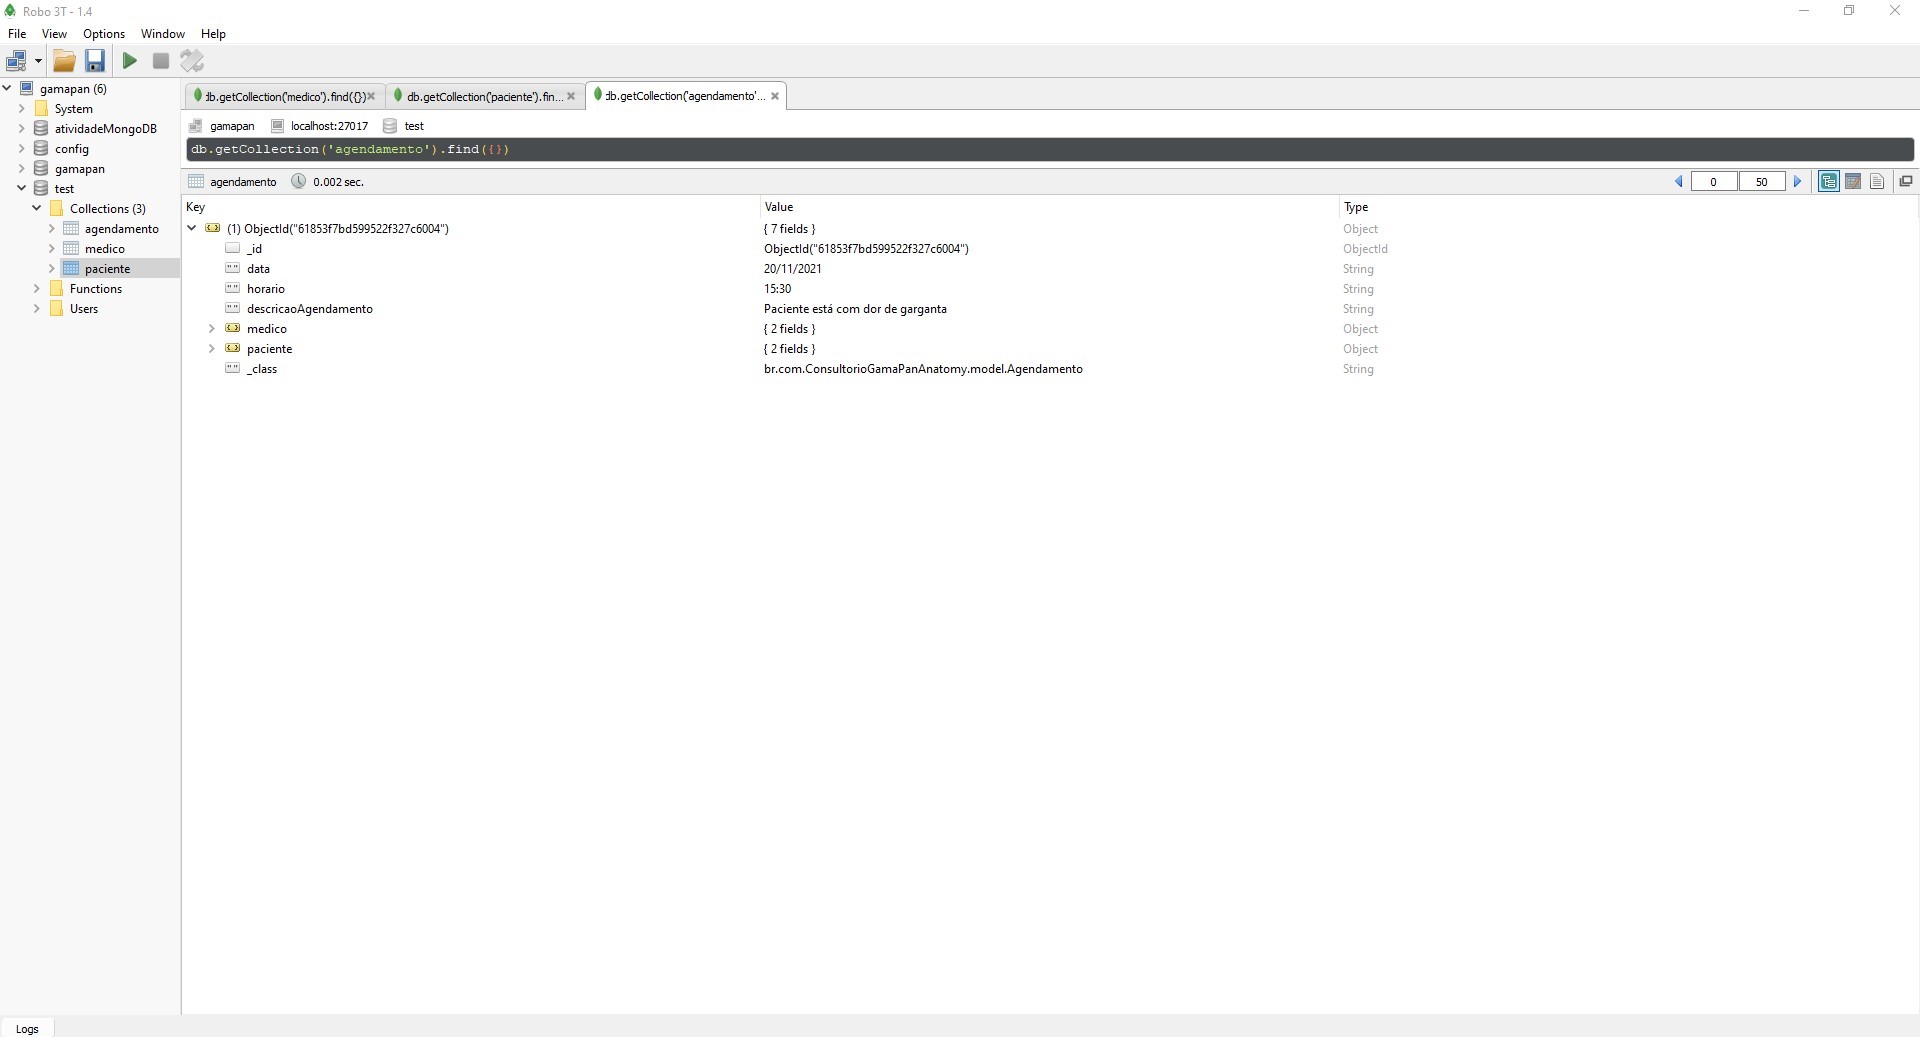 Robo 3T - 1.4
File View Options Window Help
gamapan (6)
System
atividadeMongoDB
config
gamapan
test
Collections (3)
agendamento
medico
paciente
Functions
Users
db.getCollection('medico').find({}) db.getCollection('paciente').fin... db.getCollection('agendamento'...
gamapan localhost:27017 test
db.getCollection('agendamento').find({})
agendamento 0.002 sec. 0 50
Key Value Type
(1) ObjectId("61853f7bd599522f327c6004") { 7 fields } Object
_id ObjectId("61853f7bd599522f327c6004") ObjectId
data 20/11/2021 String
horario 15:30 String
descricaoAgendamento Paciente está com dor de garganta String
medico { 2 fields } Object
paciente { 2 fields } Object
_class br.com.ConsultorioGamaPanAnatomy.model.Agendamento String
Logs